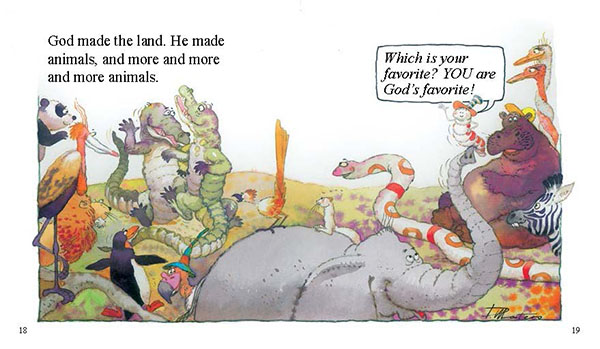 God made the land. He made
animals, and more and more
and more animals.
Which is your
favorite? YOU are
God's favorite!
18
19